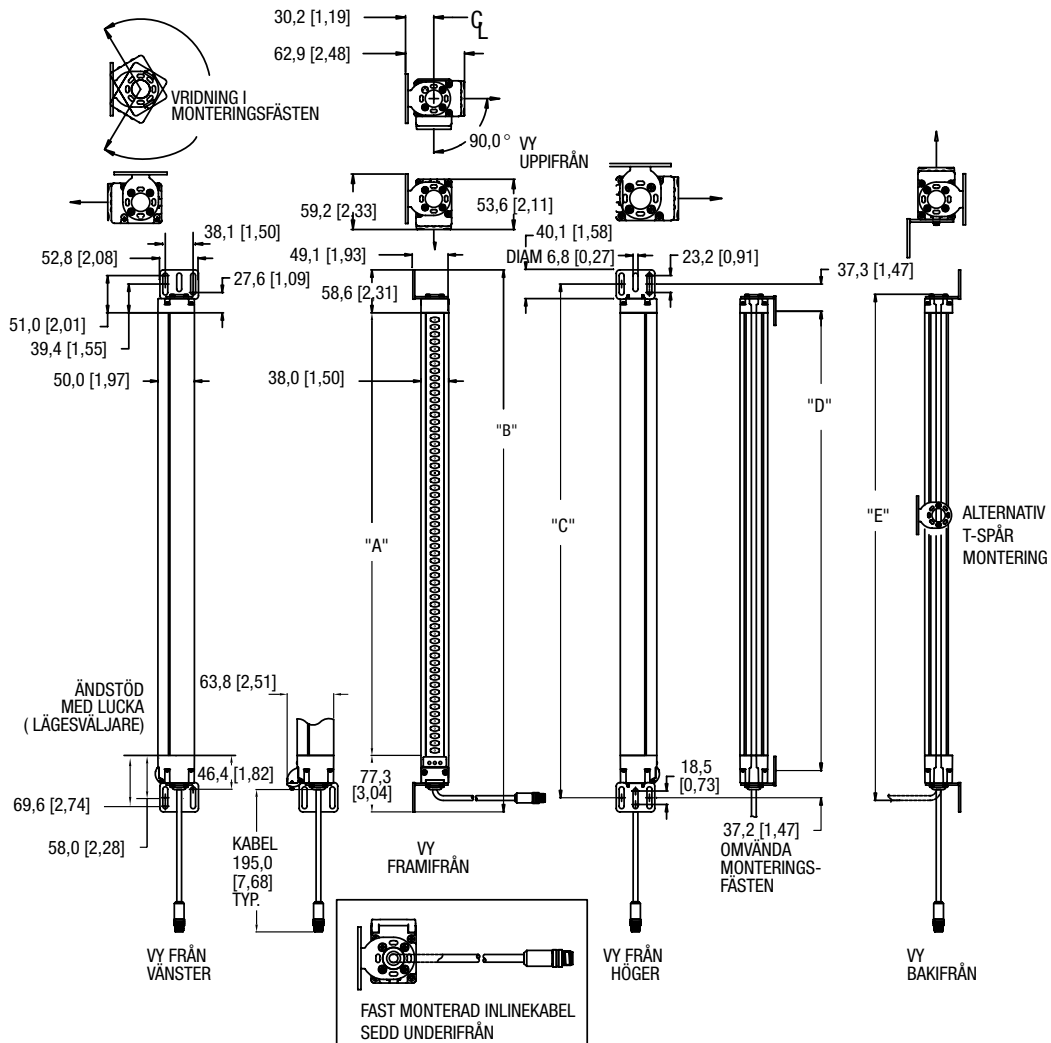 30,2 [1,19]
CL
62,9 [2,48]
VRIDNING I
MONTERINGSFÄSTEN
90,0°
VY
UPPIFRÅN
59,2 [2,33]
53,6 [2,11]
38,1 [1,50]
52,8 [2,08]
27,6 [1,09]
49,1 [1,93]
40,1 [1,58]
DIAM 6,8 [0,27]
23,2 [0,91]
37,3 [1,47]
58,6 [2,31]
51,0 [2,01]
39,4 [1,55]
50,0 [1,97]
38,0 [1,50]
"B"
"D"
"A"
"C"
"E"
ALTERNATIV
T-SPÅR
MONTERING
ÄNDSTÖD
MED LUCKA
( LÄGESVÄLJARE)
63,8 [2,51]
46,4 [1,82]
77,3
[3,04]
18,5
[0,73]
69,6 [2,74]
58,0 [2,28]
KABEL
195,0
[7,68]
TYP.
VY
FRAMIFRÅN
37,2 [1,47]
OMVÄNDA
MONTERINGS-
FÄSTEN
VY FRÅN
VÄNSTER
VY FRÅN
HÖGER
VY
BAKIFRÅN
FAST MONTERAD INLINEKABEL
SEDD UNDERIFRÅN